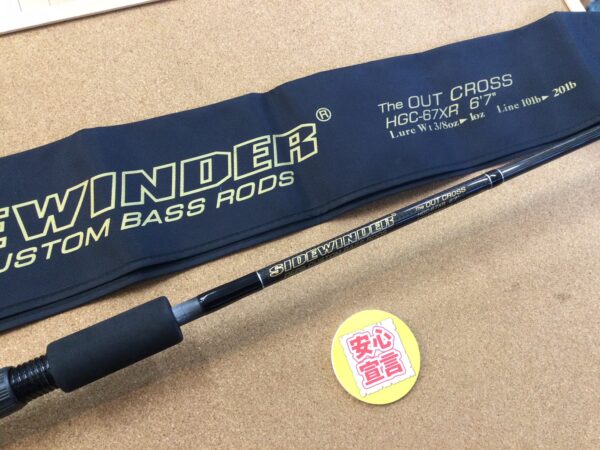 EWINDER®
CUSTOM BASS RODS
The OUT CROSS
HGC-67XR 6'7"
Lure Wt 3/8oz▶1oz Line 10lb▶20lb
SIDEWINDER®
The OUT CROSS
安心
宣言